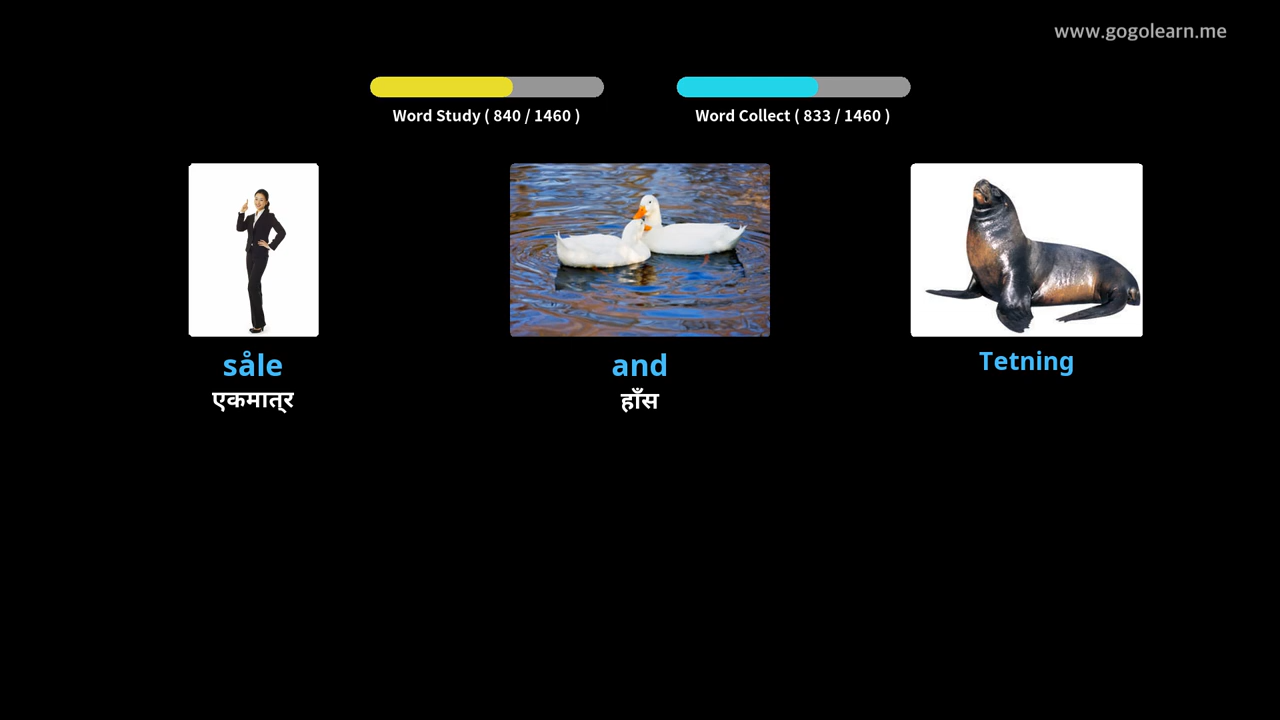 www.gogolearn.me
Word Study ( 840 / 1460 )
Word Collect ( 833 / 1460 )
såle
and
Tetning
एकमात्र
हाँस